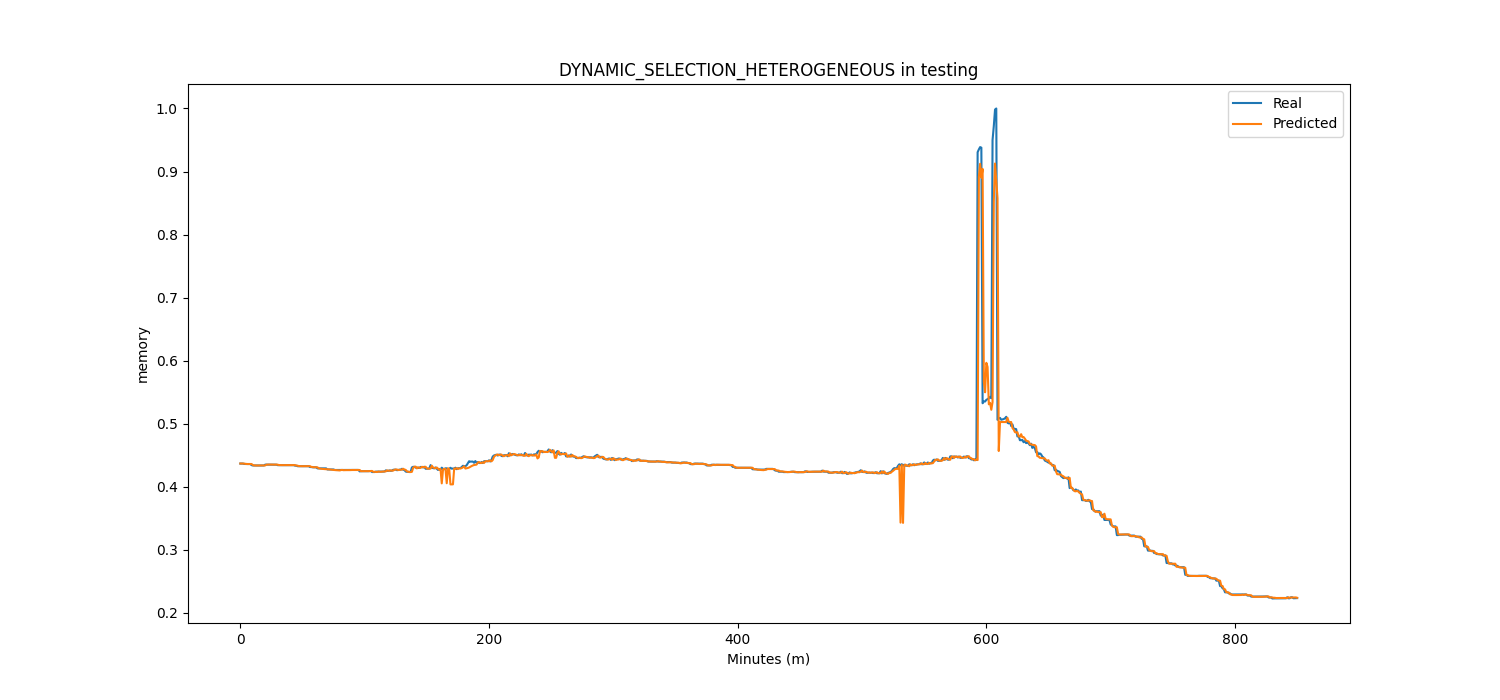 DYNAMIC_SELECTION_HETEROGENEOUS in testing
Real
Predicted
memory
1.0
0.9
0.8
0.7
0.6
0.5
0.4
0.3
0.2
0 200 400 600 800
Minutes (m)